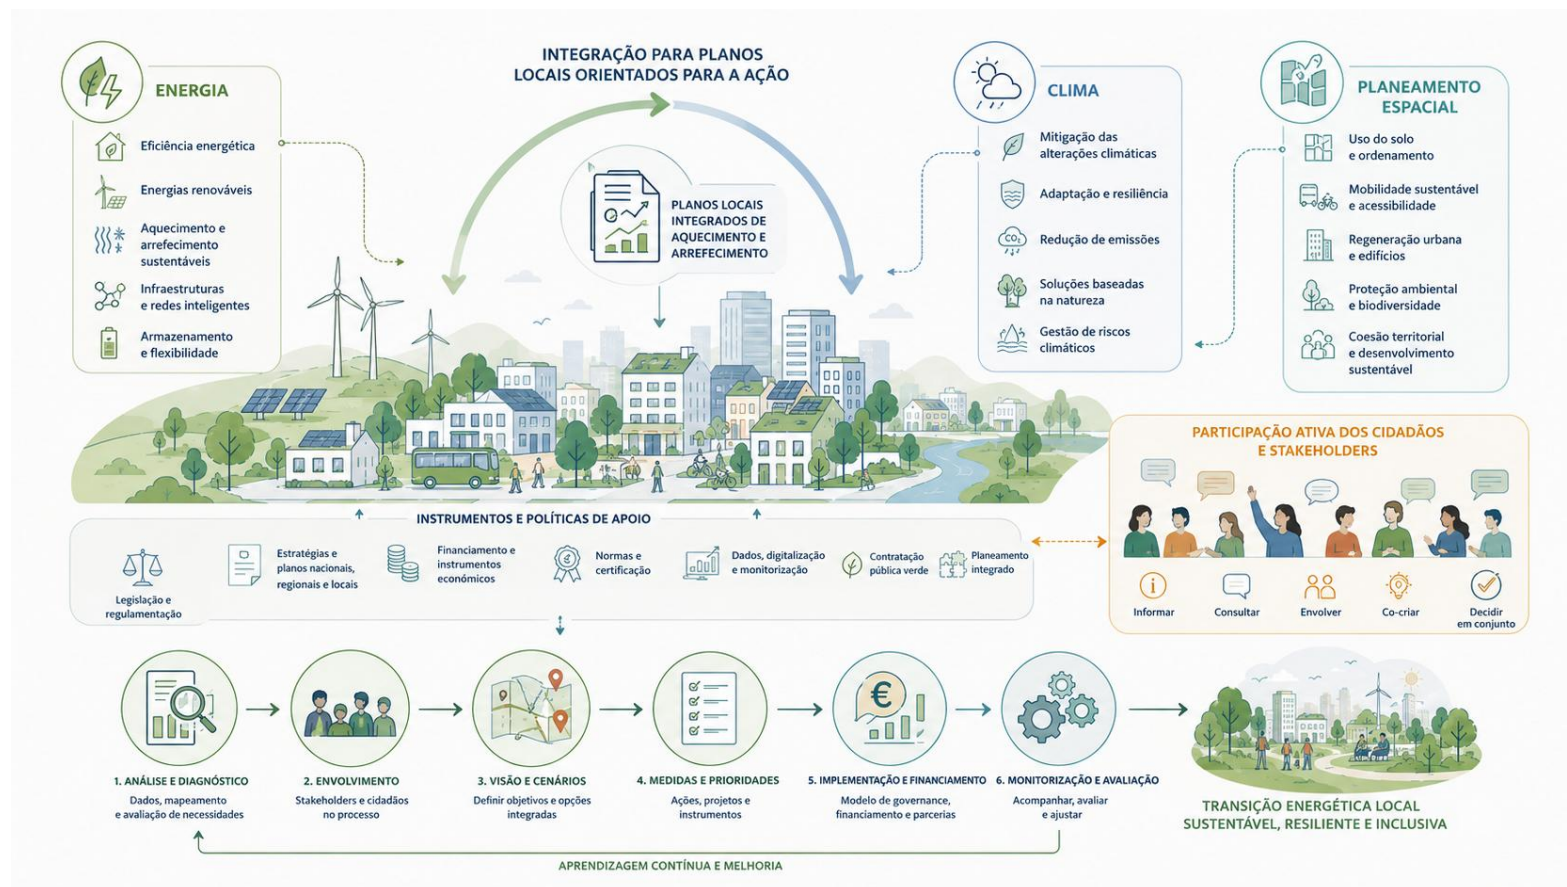 INTEGRAÇÃO PARA PLANOS
LOCAIS ORIENTADOS PARA A AÇÃO
ENERGIA
Eficiência energética
Energias renováveis
Aquecimento e
arrefecimento
sustentáveis
Infraestruturas
e redes inteligentes
Armazenamento
e flexibilidade
PLANOS LOCAIS
INTEGRADOS DE
AQUECIMENTO E
ARREFECIMENTO
CLIMA
Mitigação das
alterações climáticas
Adaptação e resiliência
CO₂
Redução de emissões
Soluções baseadas
na natureza
Gestão de riscos
climáticos
PLANEAMENTO
ESPACIAL
Uso do solo
e ordenamento
Mobilidade sustentável
e acessibilidade
Regeneração urbana
e edifícios
Proteção ambiental
e biodiversidade
Coesão territorial
e desenvolvimento
sustentável
PARTICIPAÇÃO ATIVA DOS CIDADÃOS
E STAKEHOLDERS
Informar
Consultar
Envolver
Co-criar
Decidir
em conjunto
INSTRUMENTOS E POLÍTICAS DE APOIO
Legislação e
regulamentação
Estratégias e
planos nacionais,
regionais e locais
Financiamento e
instrumentos
económicos
Normas e
certificação
Dados, digitalização
e monitorização
Contratação
pública verde
Planeamento
integrado
€
1. ANÁLISE E DIAGNÓSTICO
Dados, mapeamento
e avaliação de necessidades
2. ENVOLVIMENTO
Stakeholders e cidadãos
no processo
3. VISÃO E CENÁRIOS
Definir objetivos e opções
integradas
4. MEDIDAS E PRIORIDADES
Ações, projetos e
instrumentos
5. IMPLEMENTAÇÃO E FINANCIAMENTO
Modelo de governance,
financiamento e parcerias
6. MONITORIZAÇÃO E AVALIAÇÃO
Acompanhar, avaliar
e ajustar
TRANSIÇÃO ENERGÉTICA LOCAL
SUSTENTÁVEL, RESILIENTE E INCLUSIVA
APRENDIZAGEM CONTÍNUA E MELHORIA